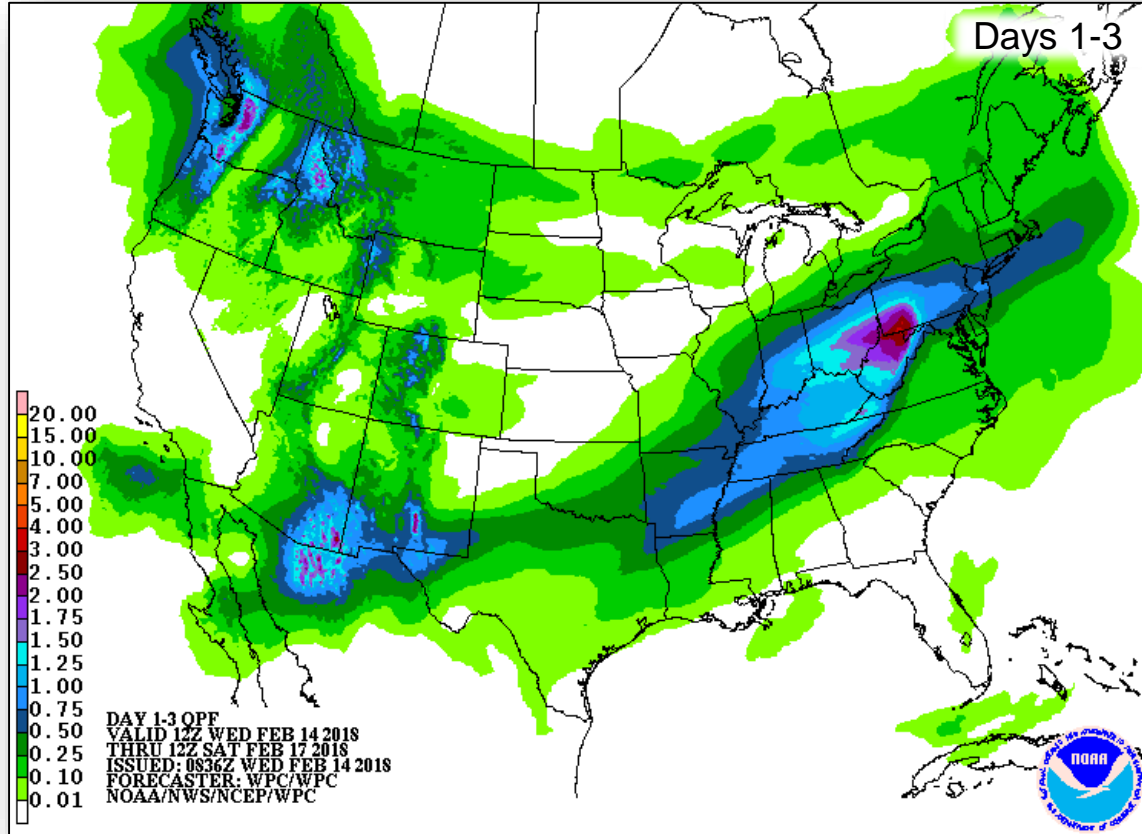 Days 1-3
20.00
15.00
10.00
7.00
5.00
4.00
3.00
2.50
2.00
1.75
1.50
1.25
1.00
0.75
0.50
0.25
0.10
0.01
DAY 1-3 QPF
VALID 12Z WED FEB 14 2018
THRU 12Z SAT FEB 17 2018
ISSUED: 0836Z WED FEB 14 2018
FORECASTER: WPC/WPC
NOAA/NWS/NCEP/WPC
NOAA